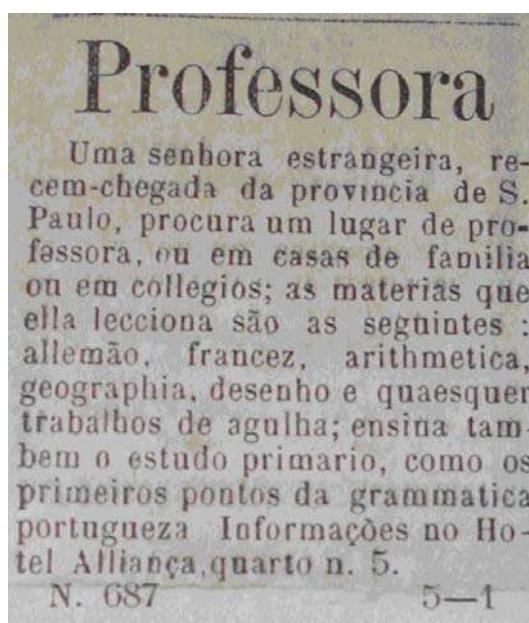 Professora
Uma senhora estrangeira, re-
cem-chegada da provincia de S.
Paulo, procura um lugar de pro-
fessora, ou em casas de familia
ou em collegios; as materias que
ella lecciona são as seguintes :
allemão, francez, arithmetica,
geographia, desenho e quaesquer
trabalhos de agulha; ensina tam-
bem o estudo primario, como os
primeiros pontos da grammatica
portugueza Informações no Ho-
tel Alliança, quarto n. 5.
N. 687 5—1